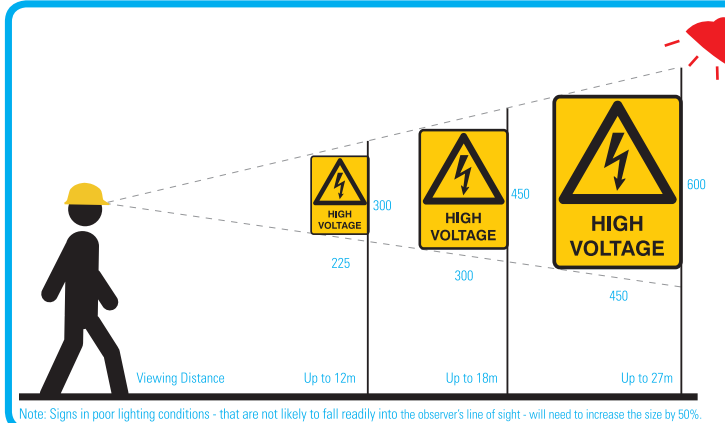 HIGH
VOLTAGE
300
225
HIGH
VOLTAGE
450
300
HIGH
VOLTAGE
600
450
Viewing Distance Up to 12m Up to 18m Up to 27m
Note: Signs in poor lighting conditions - that are not likely to fall readily into the observer's line of sight - will need to increase the size by 50%.